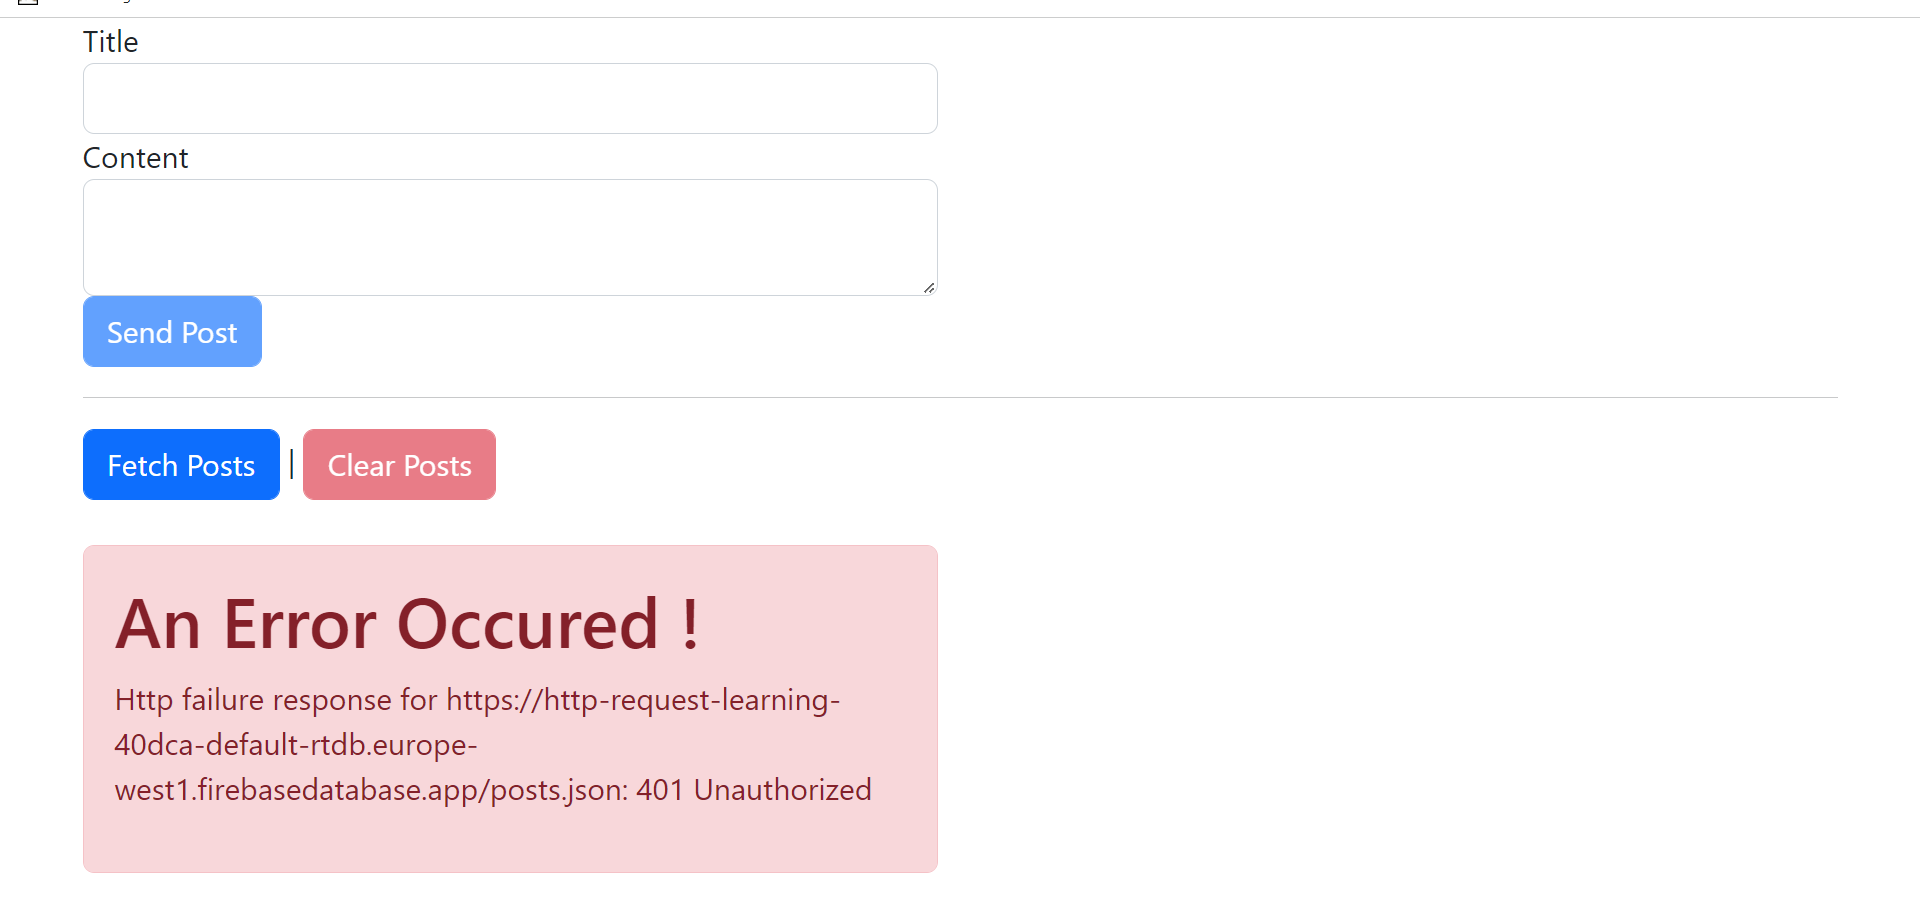 Title
Content
Send Post
Fetch Posts | Clear Posts
An Error Occured !
Http failure response for https://http-request-learning-
40dca-default-rtdb.europe-
west1.firebasedatabase.app/posts.json: 401 Unauthorized